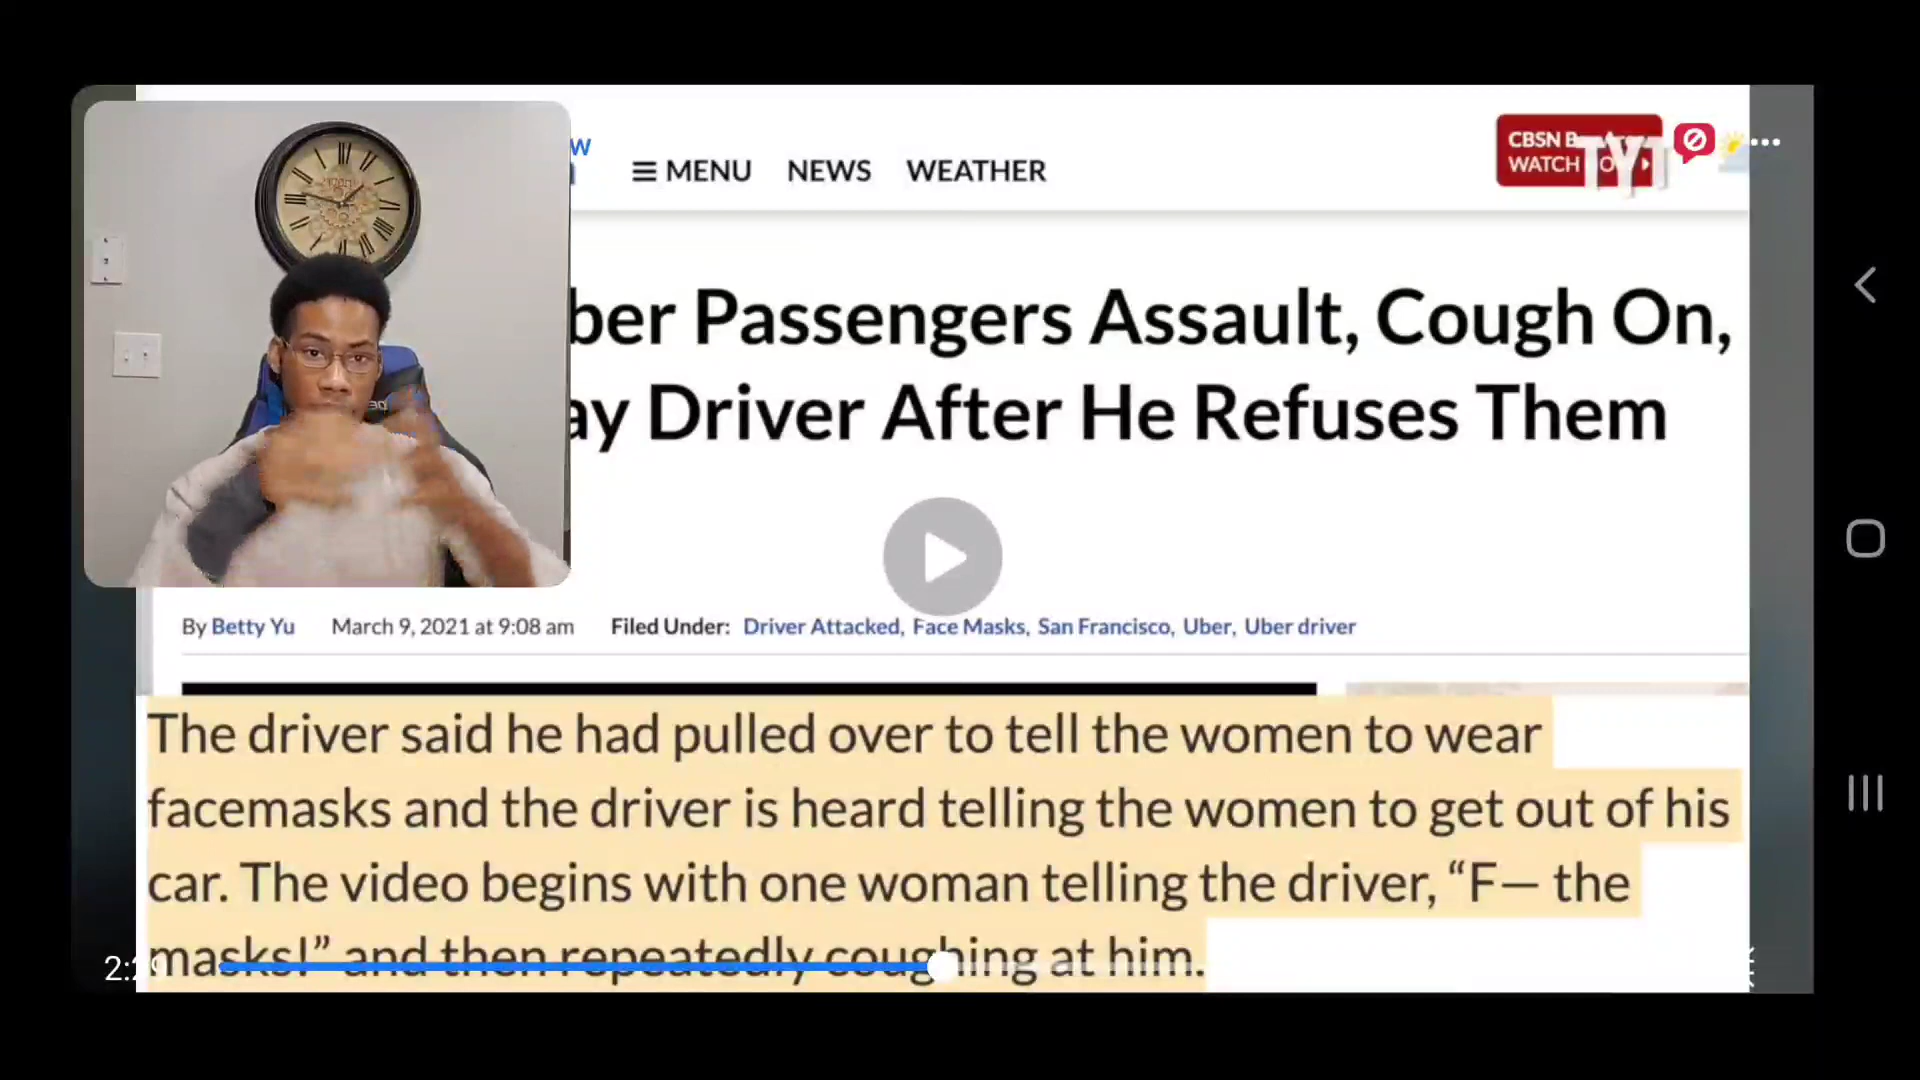 MENU NEWS WEATHER
CBSN
WATCH
TYT
ber Passengers Assault, Cough On,
ay Driver After He Refuses Them
By Betty Yu March 9, 2021 at 9:08 am Filed Under: Driver Attacked, Face Masks, San Francisco, Uber, Uber driver
The driver said he had pulled over to tell the women to wear
facemasks and the driver is heard telling the women to get out of his
car. The video begins with one woman telling the driver, “F— the
masks!” and then repeatedly coughing at him.